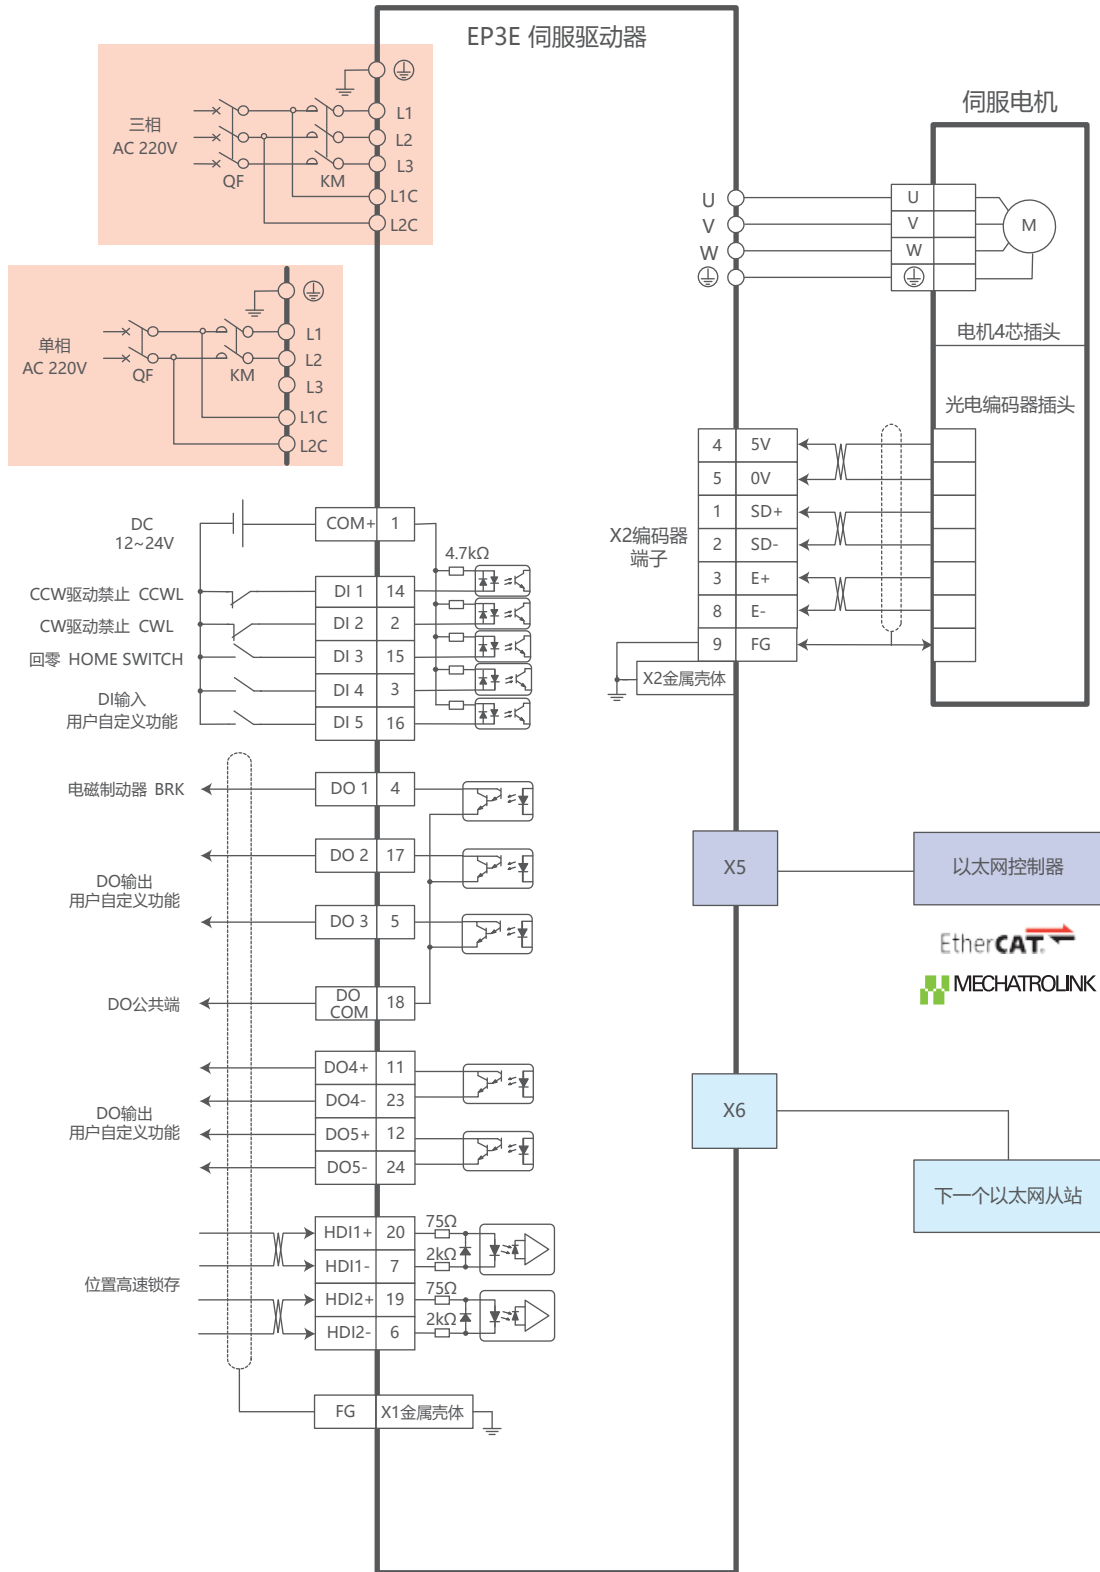 EP3E 伺服驱动器
三相
AC 220V
QF
KM
L1
L2
L3
L1C
L2C
单相
AC 220V
QF
KM
L1
L2
L3
L1C
L2C
伺服电机
U
V
W
U
V
W
M
电机4芯插头
光电编码器插头
X2编码器
端子
4 5V
5 0V
1 SD+
2 SD-
3 E+
8 E-
9 FG
X2金属壳体
DC
12~24V
COM+ 1
4.7kΩ
CCW驱动禁止 CCWL
DI 1 14
CW驱动禁止 CWL
DI 2 2
回零 HOME SWITCH
DI 3 15
DI输入
用户自定义功能
DI 4 3
DI 5 16
电磁制动器 BRK
DO 1 4
DO 2 17
DO输出
用户自定义功能
DO 3 5
DO公共端
DO
COM
18
DO4+ 11
DO4- 23
DO输出
用户自定义功能
DO5+ 12
DO5- 24
位置高速锁存
HDI1+ 20
75Ω
HDI1- 7
2kΩ
HDI2+ 19
75Ω
HDI2- 6
2kΩ
FG
X1金属壳体
X5
以太网控制器
EtherCAT
MECHATROLINK
X6
下一个以太网从站